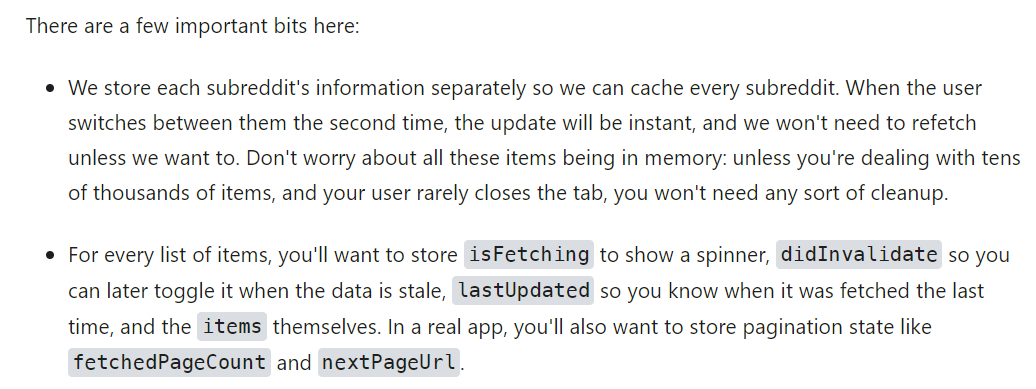 There are a few important bits here:
• We store each subreddit's information separately so we can cache every subreddit. When the user
switches between them the second time, the update will be instant, and we won't need to refetch
unless we want to. Don't worry about all these items being in memory: unless you're dealing with tens
of thousands of items, and your user rarely closes the tab, you won't need any sort of cleanup.
• For every list of items, you'll want to store isFetching to show a spinner, didInvalidate so you
can later toggle it when the data is stale, lastUpdated so you know when it was fetched the last
time, and the items themselves. In a real app, you'll also want to store pagination state like
fetchedPageCount and nextPageUrl.